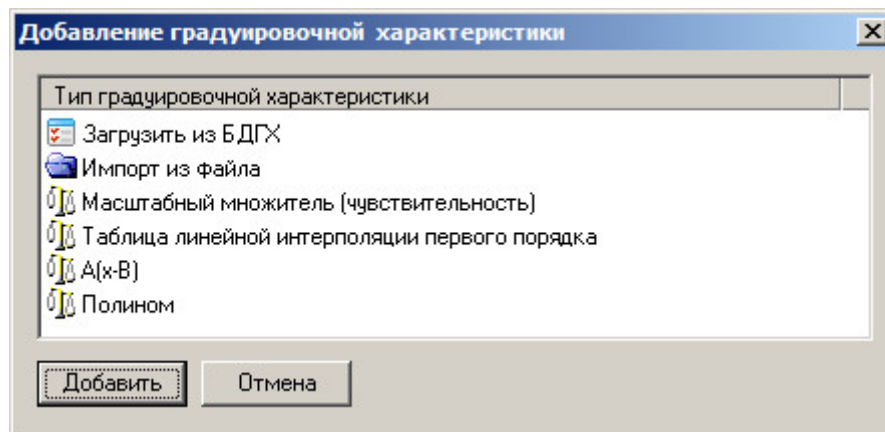 Добавление градуировочной характеристики
Тип градуировочной характеристики
Загрузить из БДГХ
Импорт из файла
Масштабный множитель (чувствительность)
Таблица линейной интерполяции первого порядка
A(x-B)
Полином
Добавить Отмена